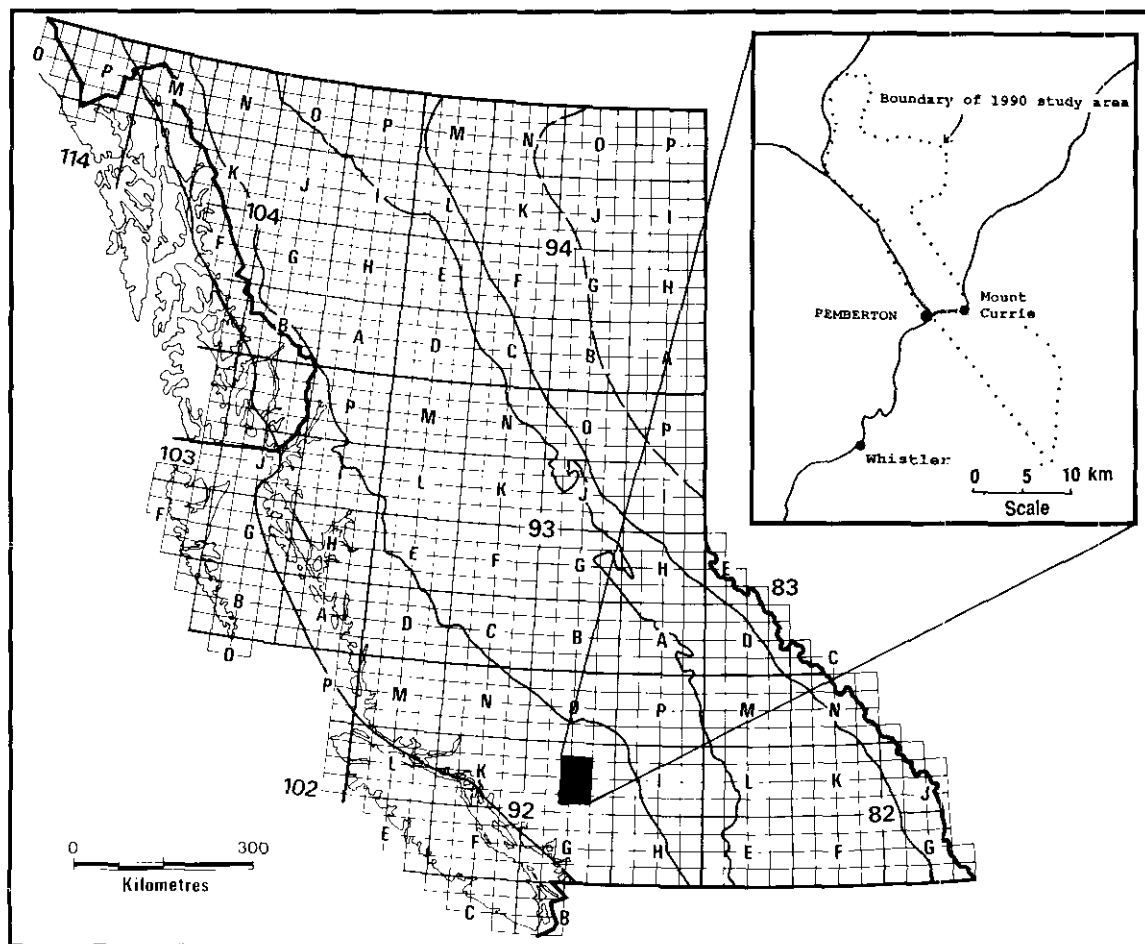 O P M N O P M N O P
114
K J I L K J I
104
F G H E F 94 G H
B A D C B A
P M N O P
103 J L K J I
F G H E F 93 G H E 83
B A D C B A D C
O P M N O P M N
102 L K I L K J
92 82
E F G H E F G
C B
0 300
Kilometres
Boundary of 1990 study area
PEMBERTON
Mount
Currie
Whistler
0 5 10 km
Scale